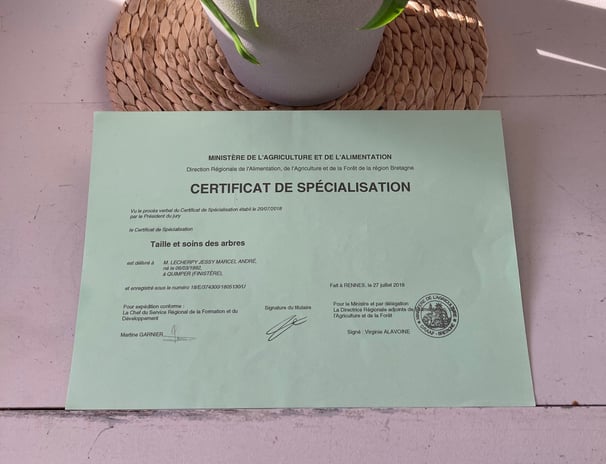 MINISTÈRE DE L'AGRICULTURE ET DE L'ALIMENTATION
Direction Régionale de l'Alimentation, de l'Agriculture et de la Forêt de la région Bretagne
CERTIFICAT DE SPÉCIALISATION
Vu le procès verbal du Certificat de Spécialisation établi le 20/07/2018
par le Président du jury
le Certificat de Spécialisation
Taille et soins des arbres
est délivré à M. LECHERPY JESSY MARCEL ANDRÉ,
né le 06/03/1992,
à QUIMPER (FINISTÈRE),
et enregistré sous le numéro
Fait à RENNES, le 27 juillet 2018
Pour expédition conforme :
La Chef du Service Régional de la Formation et du
Développement
Martine GARNIER
Signature du titulaire
Pour le Ministre et par délégation
La Directrice Régionale adjointe de
l'Agriculture et de la Forêt
Signé : Virginie ALAVOINE